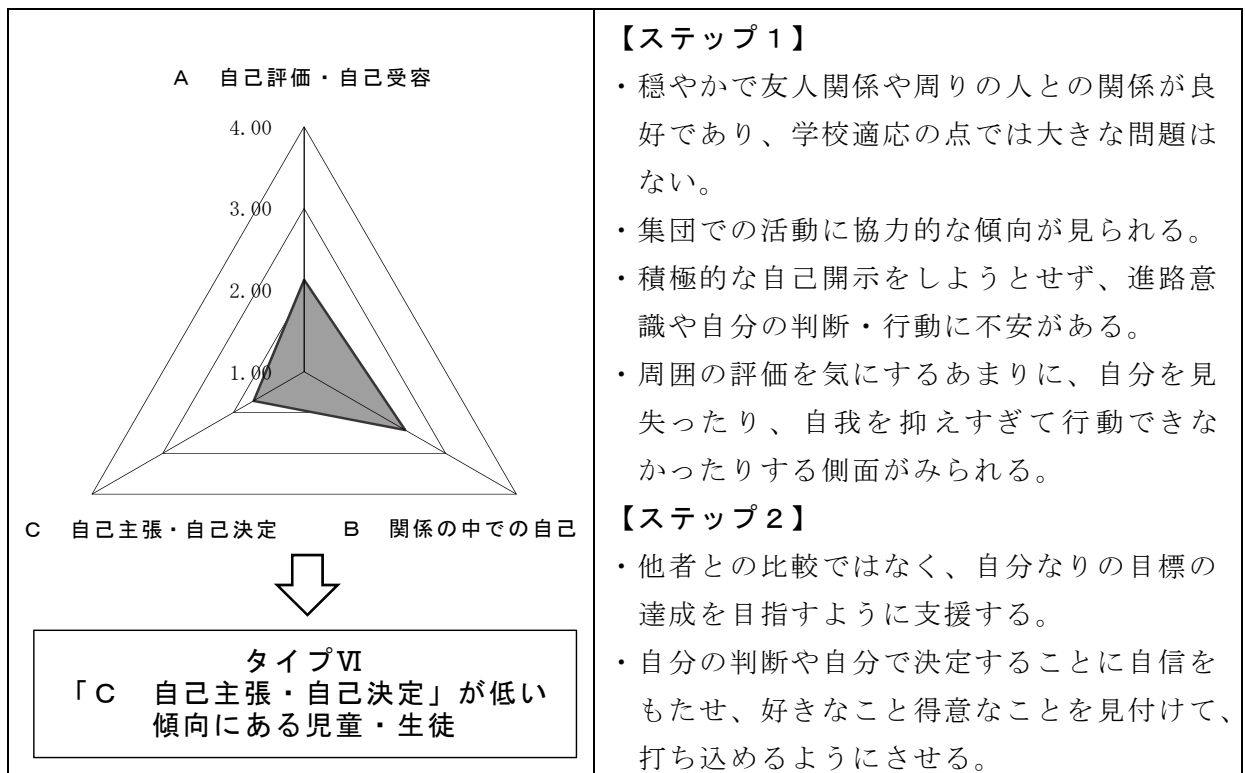 A 自己評価・自己受容
4.00
3.00
2.00
1.00
C 自己主張・自己決定 B 関係の中での自己
タイプⅥ
「C 自己主張・自己決定」が低い
傾向にある児童・生徒
【ステップ1】
・穏やかで友人関係や周りの人との関係が良
好であり、学校適応の点では大きな問題は
ない。
・集団での活動に協力的な傾向が見られる。
・積極的な自己開示をしようとせず、進路意
識や自分の判断・行動に不安がある。
・周囲の評価を気にするあまりに、自分を見
失ったり、自我を抑えすぎて行動できな
かったりする側面がみられる。
【ステップ2】
・他者との比較ではなく、自分なりの目標の
達成を目指すように支援する。
・自分の判断や自分で決定することに自信を
もたせ、好きなこと得意なことを見付けて、
打ち込めるようにさせる。